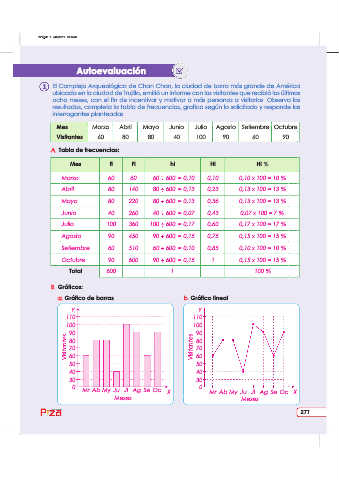 Autoevaluación
1 El Complejo Arqueológico de Chan Chan, la ciudad de barro más grande de América
ubicada en la ciudad de Trujillo, emitió un informe con los visitantes que recibió los últimos
ocho meses, con el fin de incentivar y motivar a más personas a visitarlo. Observa los
resultados, completa la tabla de frecuencias, grafica según lo solicitado y responde las
interrogantes planteadas.
Mes Marzo Abril Mayo Junio Julio Agosto Setiembre Octubre
Visitantes 60 80 80 40 100 90 60 90
A. Tabla de frecuencias:
Mes fi Fi hi Hi Hi %
Marzo 60 60 60 ÷ 600 = 0,10 0,10 0,10 x 100 = 10 %
Abril 80 140 80 ÷ 600 = 0,13 0,23 0,13 x 100 = 13 %
Mayo 80 220 80 ÷ 600 = 0,13 0,36 0,13 x 100 = 13 %
Junio 40 260 40 ÷ 600 = 0,07 0,43 0,07 x 100 = 7 %
Julio 100 360 100 ÷ 600 = 0,17 0,60 0,17 x 100 = 17 %
Agosto 90 450 90 ÷ 600 = 0,15 0,75 0,15 x 100 = 15 %
Setiembre 60 510 60 ÷ 600 = 0,10 0,85 0,10 x 100 = 10 %
Octubre 90 600 90 ÷ 600 = 0,15 1 0,15 x 100 = 15 %
Total 600 1 100 %
B. Gráficos:
a. Gráfico de barras
b. Gráfico lineal
Y
110
100
90
80
70
60
50
40
30
0
Visitantes
Mr Ab My Ju Jl Ag Se Oc X
Meses
Y
110
100
90
80
70
60
50
40
30
0
Visitantes
Mr Ab My Ju Jl Ag Se Oc X
Meses
277